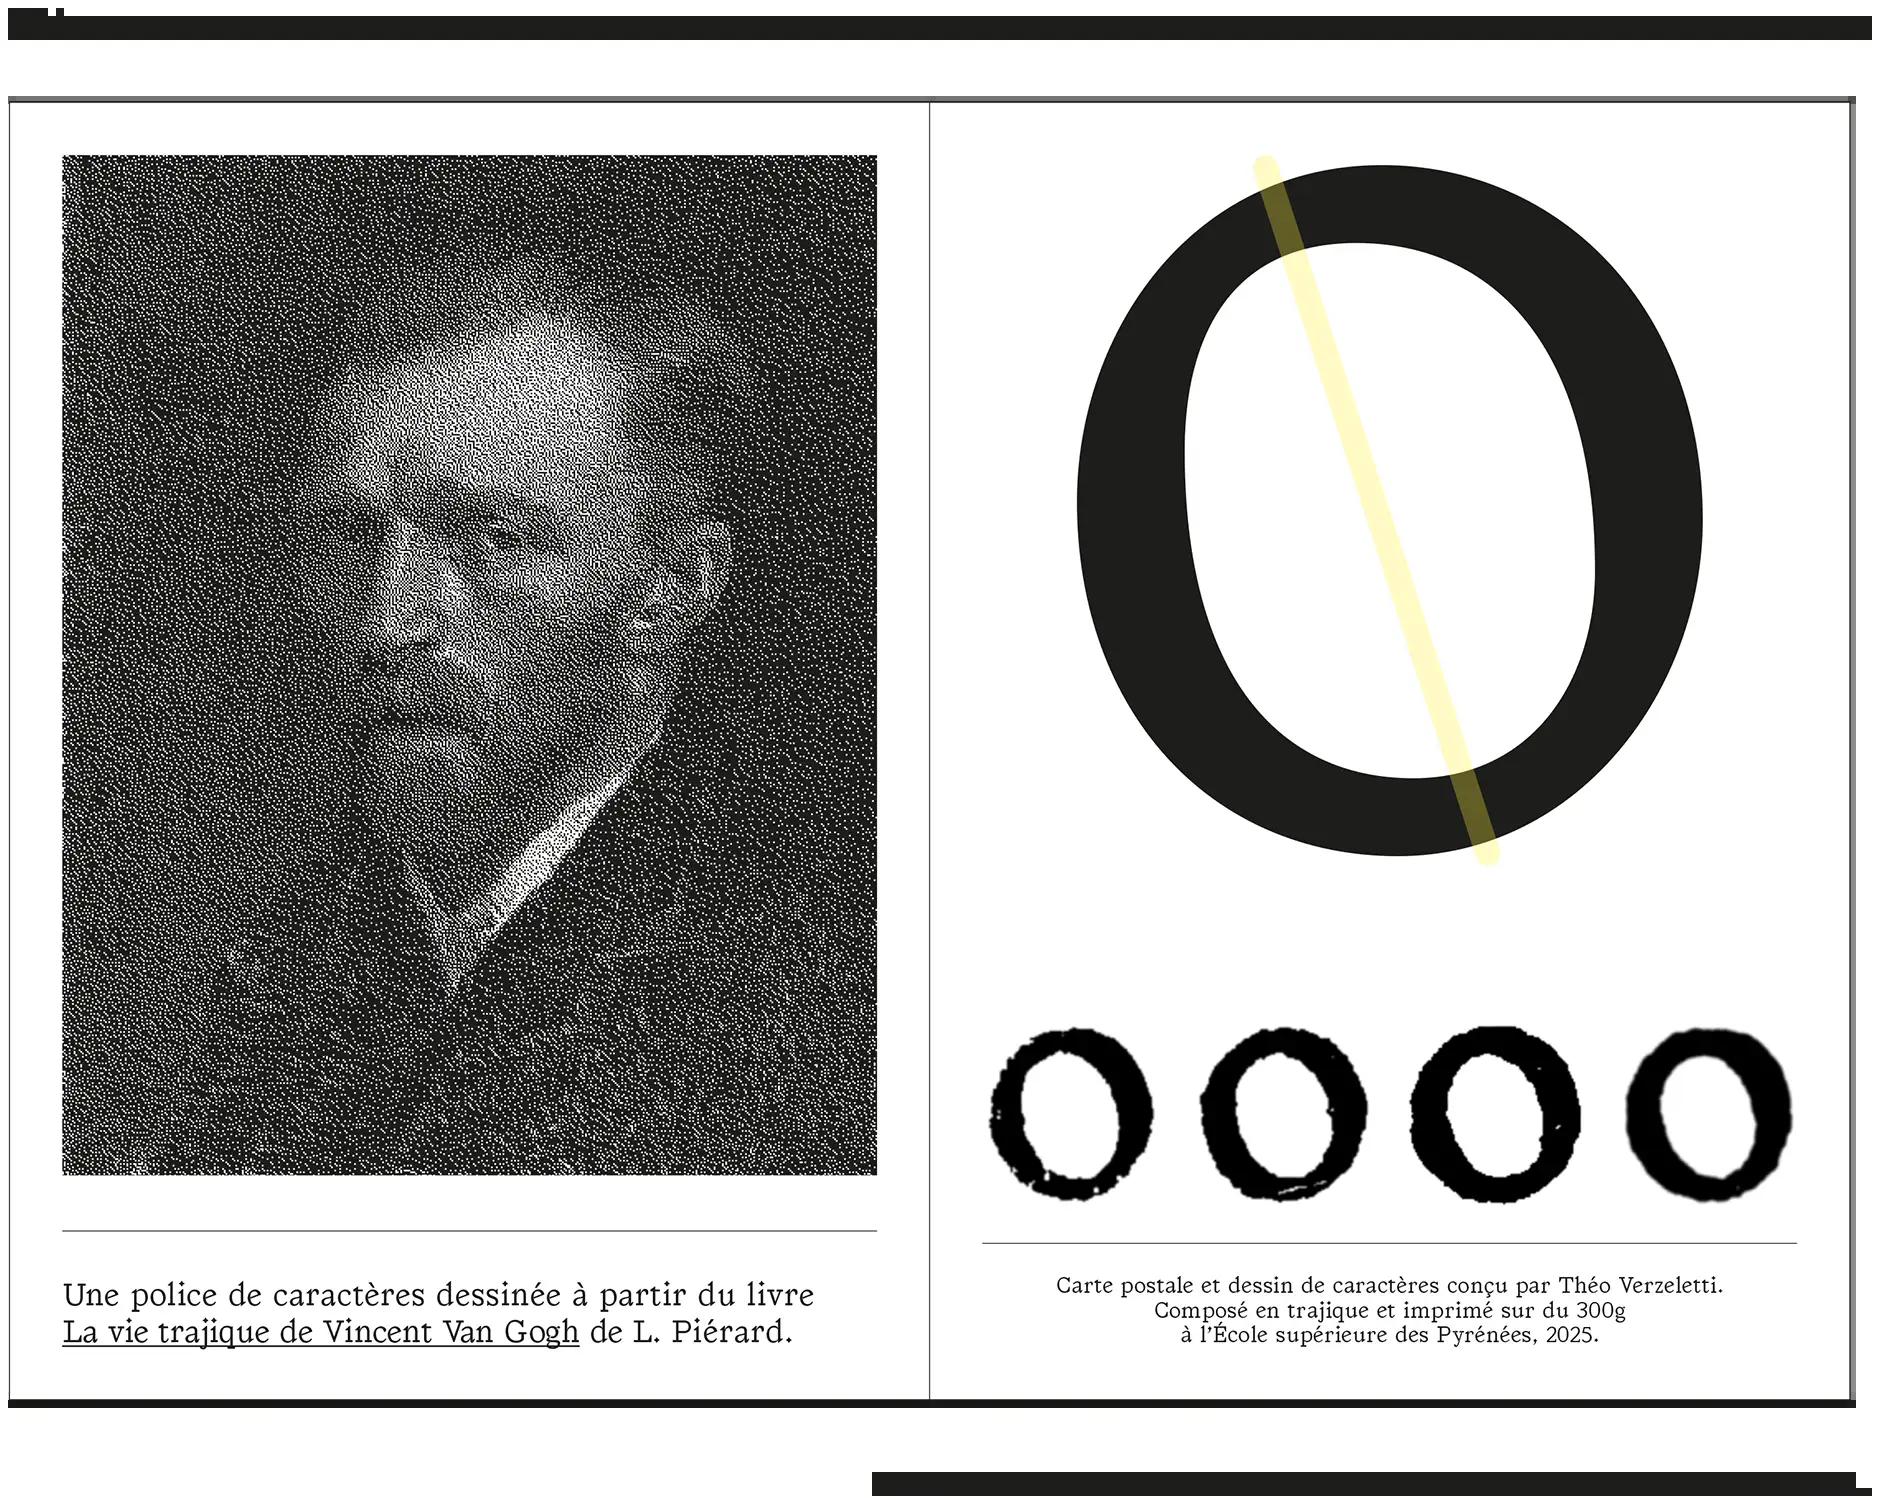 Une police de caractères dessinée à partir du livre
La vie trajique de Vincent Van Gogh de L. Piérard.
O
O O O O
Carte postale et dessin de caractères conçu par Théo Verzeletti.
Composé en trajique et imprimé sur du 300g
à l’École supérieure des Pyrénées, 2025.